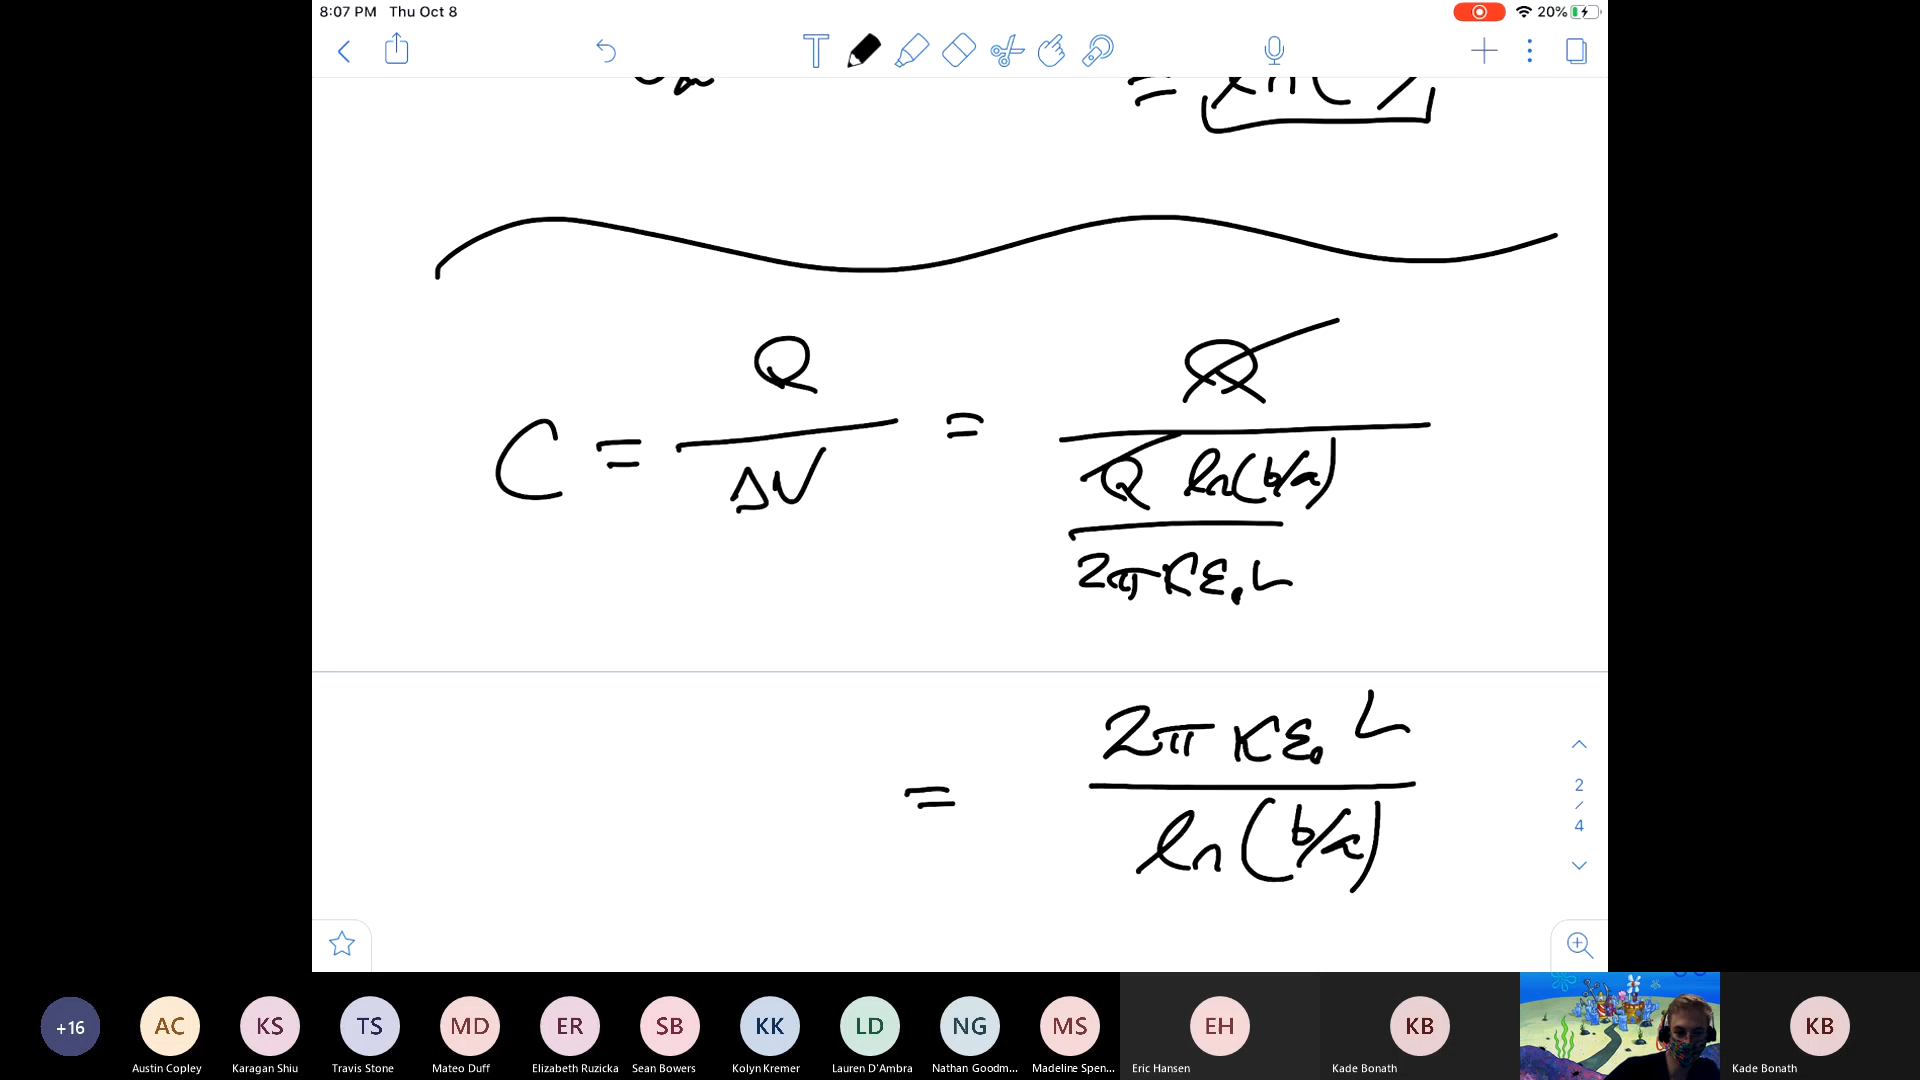 8:07 PM Thu Oct 8
20%
T
= ln( )
C = Q / ΔV = Q / (Q ln(b/a) / 2πκε₀L)
= 2πκε₀L / ln(b/a)
2
/
4
+16
AC
KS
TS
MD
ER
SB
KK
LD
NG
MS
EH
KB
KB
Austin Copley
Karagan Shiu
Travis Stone
Mateo Duff
Elizabeth Ruzicka
Sean Bowers
Kolyn Kremer
Lauren D'Ambra
Nathan Goodm...
Madeline Spen...
Eric Hansen
Kade Bonath
Kade Bonath